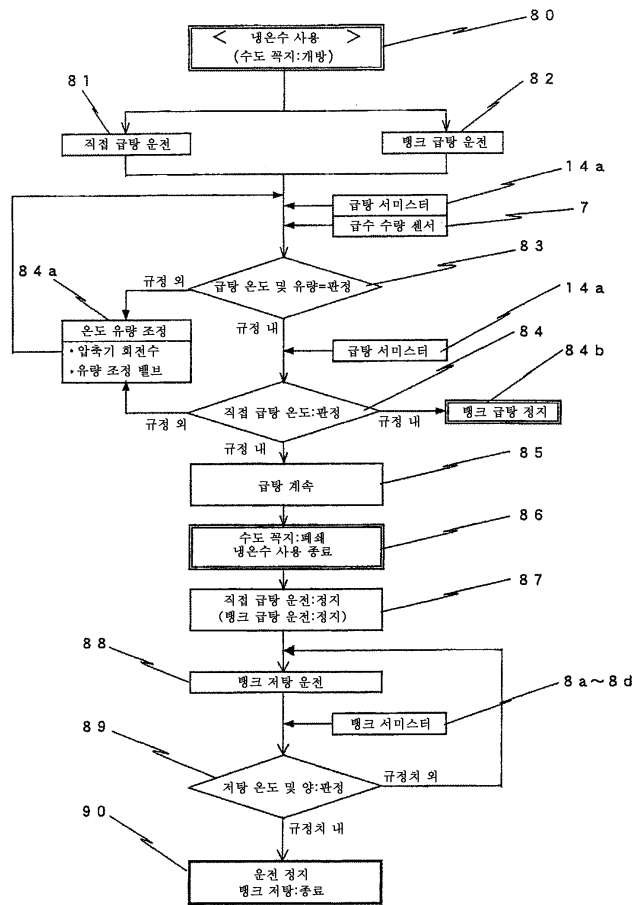 < 냉온수 사용 >
(수도 꼭지:개방)
80
81
직접 급탕 운전
82
탱크 급탕 운전
14a
급탕 서미스터
급수 수량 센서
7
83
급탕 온도 및 유량=판정
규정 외
규정 내
84a
온도 유량 조정
• 압축기 회전수
• 유량 조정 밸브
14a
급탕 서미스터
84
직접 급탕 온도:판정
규정 외
규정 내
규정 내
84b
탱크 급탕 정지
85
급탕 계속
86
수도 꼭지:폐쇄
냉온수 사용 종료
87
직접 급탕 운전:정지
(탱크 급탕 운전:정지)
88
탱크 저탕 운전
8a~8d
탱크 서미스터
89
저탕 온도 및 양:판정
규정치 외
규정치 내
90
운전 정지
탱크 저탕:종료